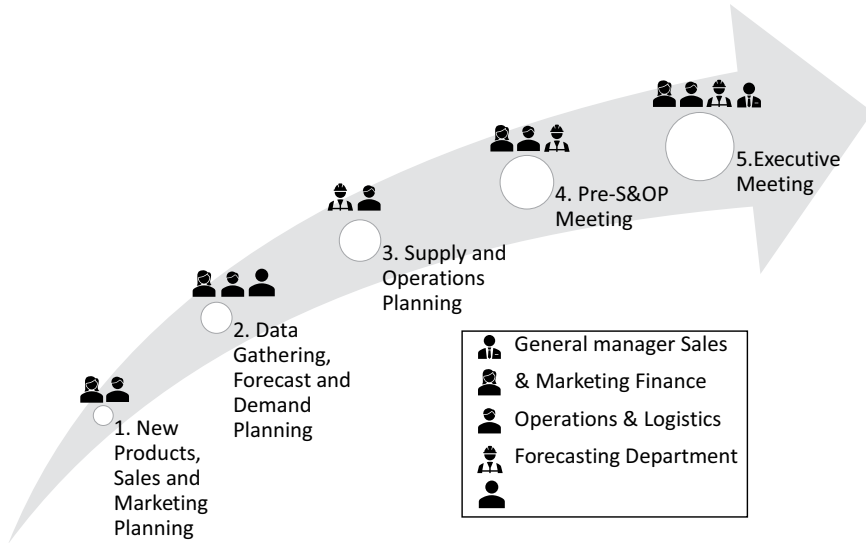 1. New
Products,
Sales and
Marketing
Planning
2. Data
Gathering,
Forecast and
Demand
Planning
3. Supply and
Operations
Planning
4. Pre-S&OP
Meeting
5.Executive
Meeting
General manager Sales
& Marketing Finance
Operations & Logistics
Forecasting Department